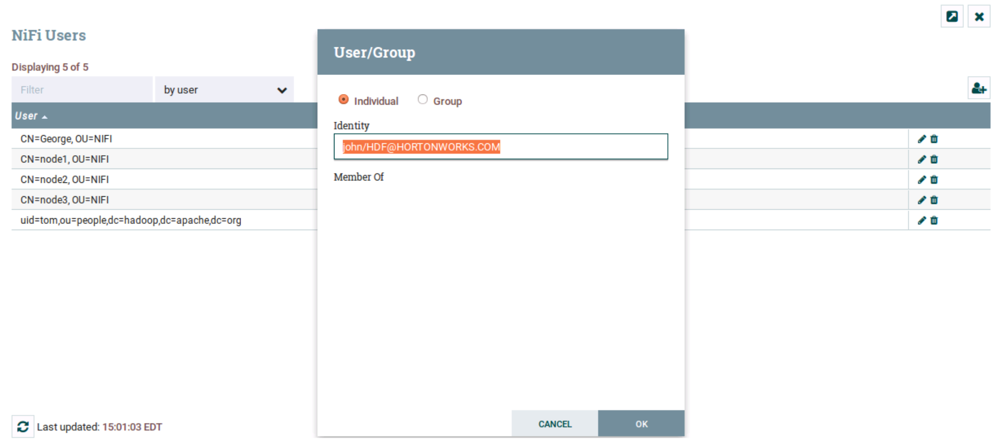 NiFi Users
Displaying 5 of 5
Filter
by user
User
CN=George, OU=NIFI
CN=node1, OU=NIFI
CN=node2, OU=NIFI
CN=node3, OU=NIFI
uid=tom,ou=people,dc=hadoop,dc=apache,dc=org
Last updated: 15:01:03 EDT
User/Group
Individual
Group
Identity
john/HDF@HORTONWORKS.COM
Member Of
CANCEL
OK